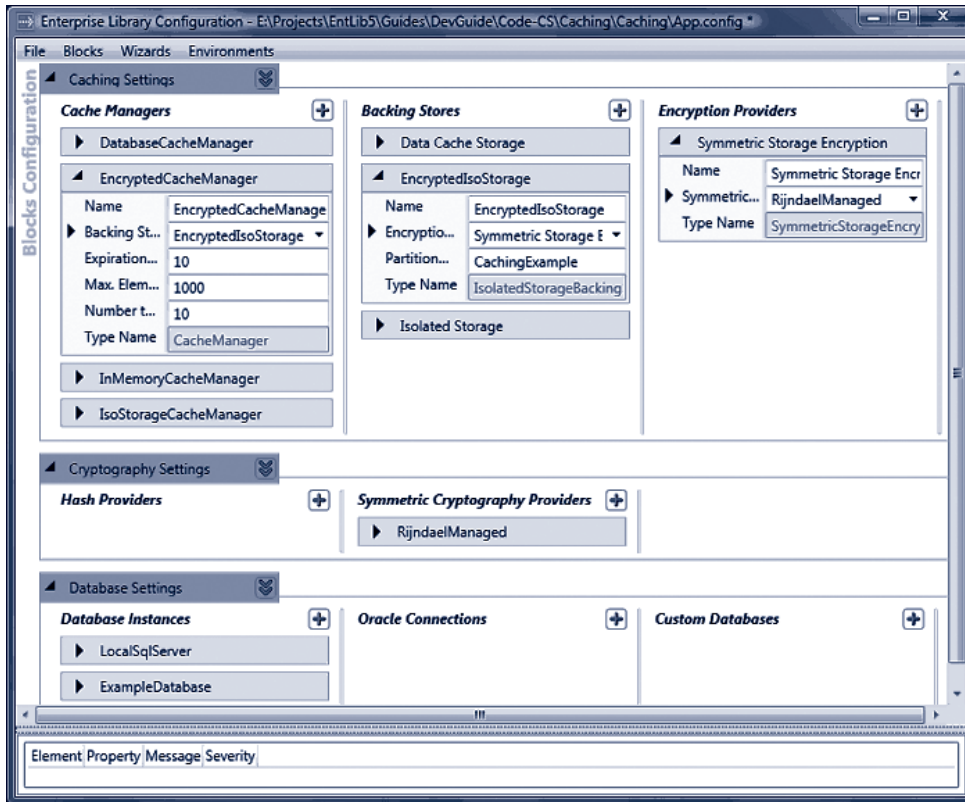 Enterprise Library Configuration - E:\Projects\EntLib5\Guides\DevGuide\Code-CS\Caching\Caching\App.config *
File Blocks Wizards Environments
Blocks Configuration
Caching Settings
Cache Managers
DatabaseCacheManager
EncryptedCacheManager
Name EncryptedCacheManage
Backing St... EncryptedIsoStorage
Expiration... 10
Max. Elem... 1000
Number t... 10
Type Name CacheManager
InMemoryCacheManager
IsoStorageCacheManager
Backing Stores
Data Cache Storage
EncryptedIsoStorage
Name EncryptedIsoStorage
Encryptio... Symmetric Storage E
Partition... CachingExample
Type Name IsolatedStorageBacking
Isolated Storage
Encryption Providers
Symmetric Storage Encryption
Name Symmetric Storage Encr
Symmetric... RijndaelManaged
Type Name SymmetricStorageEncry
Cryptography Settings
Hash Providers
Symmetric Cryptography Providers
RijndaelManaged
Database Settings
Database Instances
LocalSqlServer
ExampleDatabase
Oracle Connections
Custom Databases
Element Property Message Severity